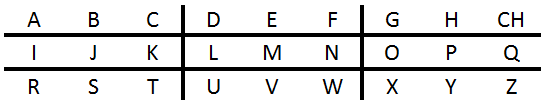 A B C D E F G H CH
I J K L M N O P Q
R S T U V W X Y Z